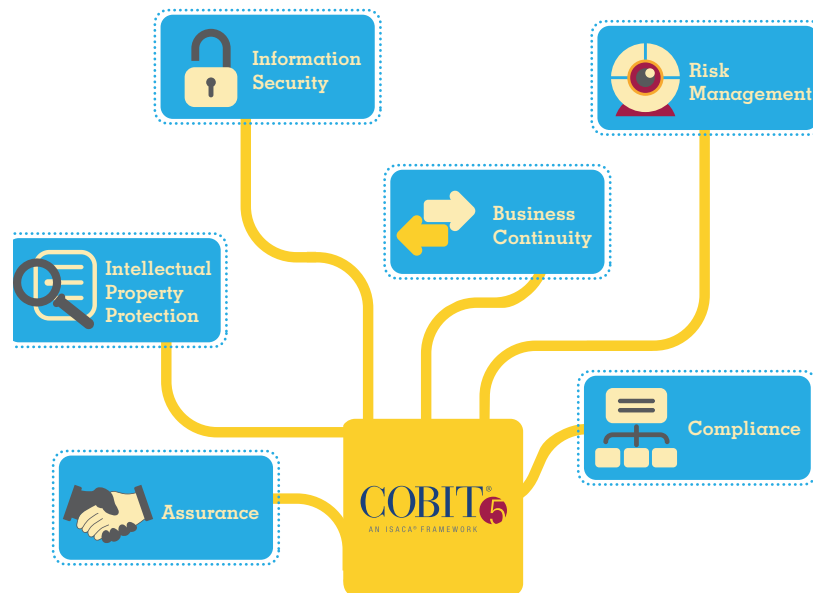 Information
Security
Risk
Management
Business
Continuity
Intellectual
Property
Protection
Compliance
COBIT® 5
AN ISACA® FRAMEWORK
Assurance